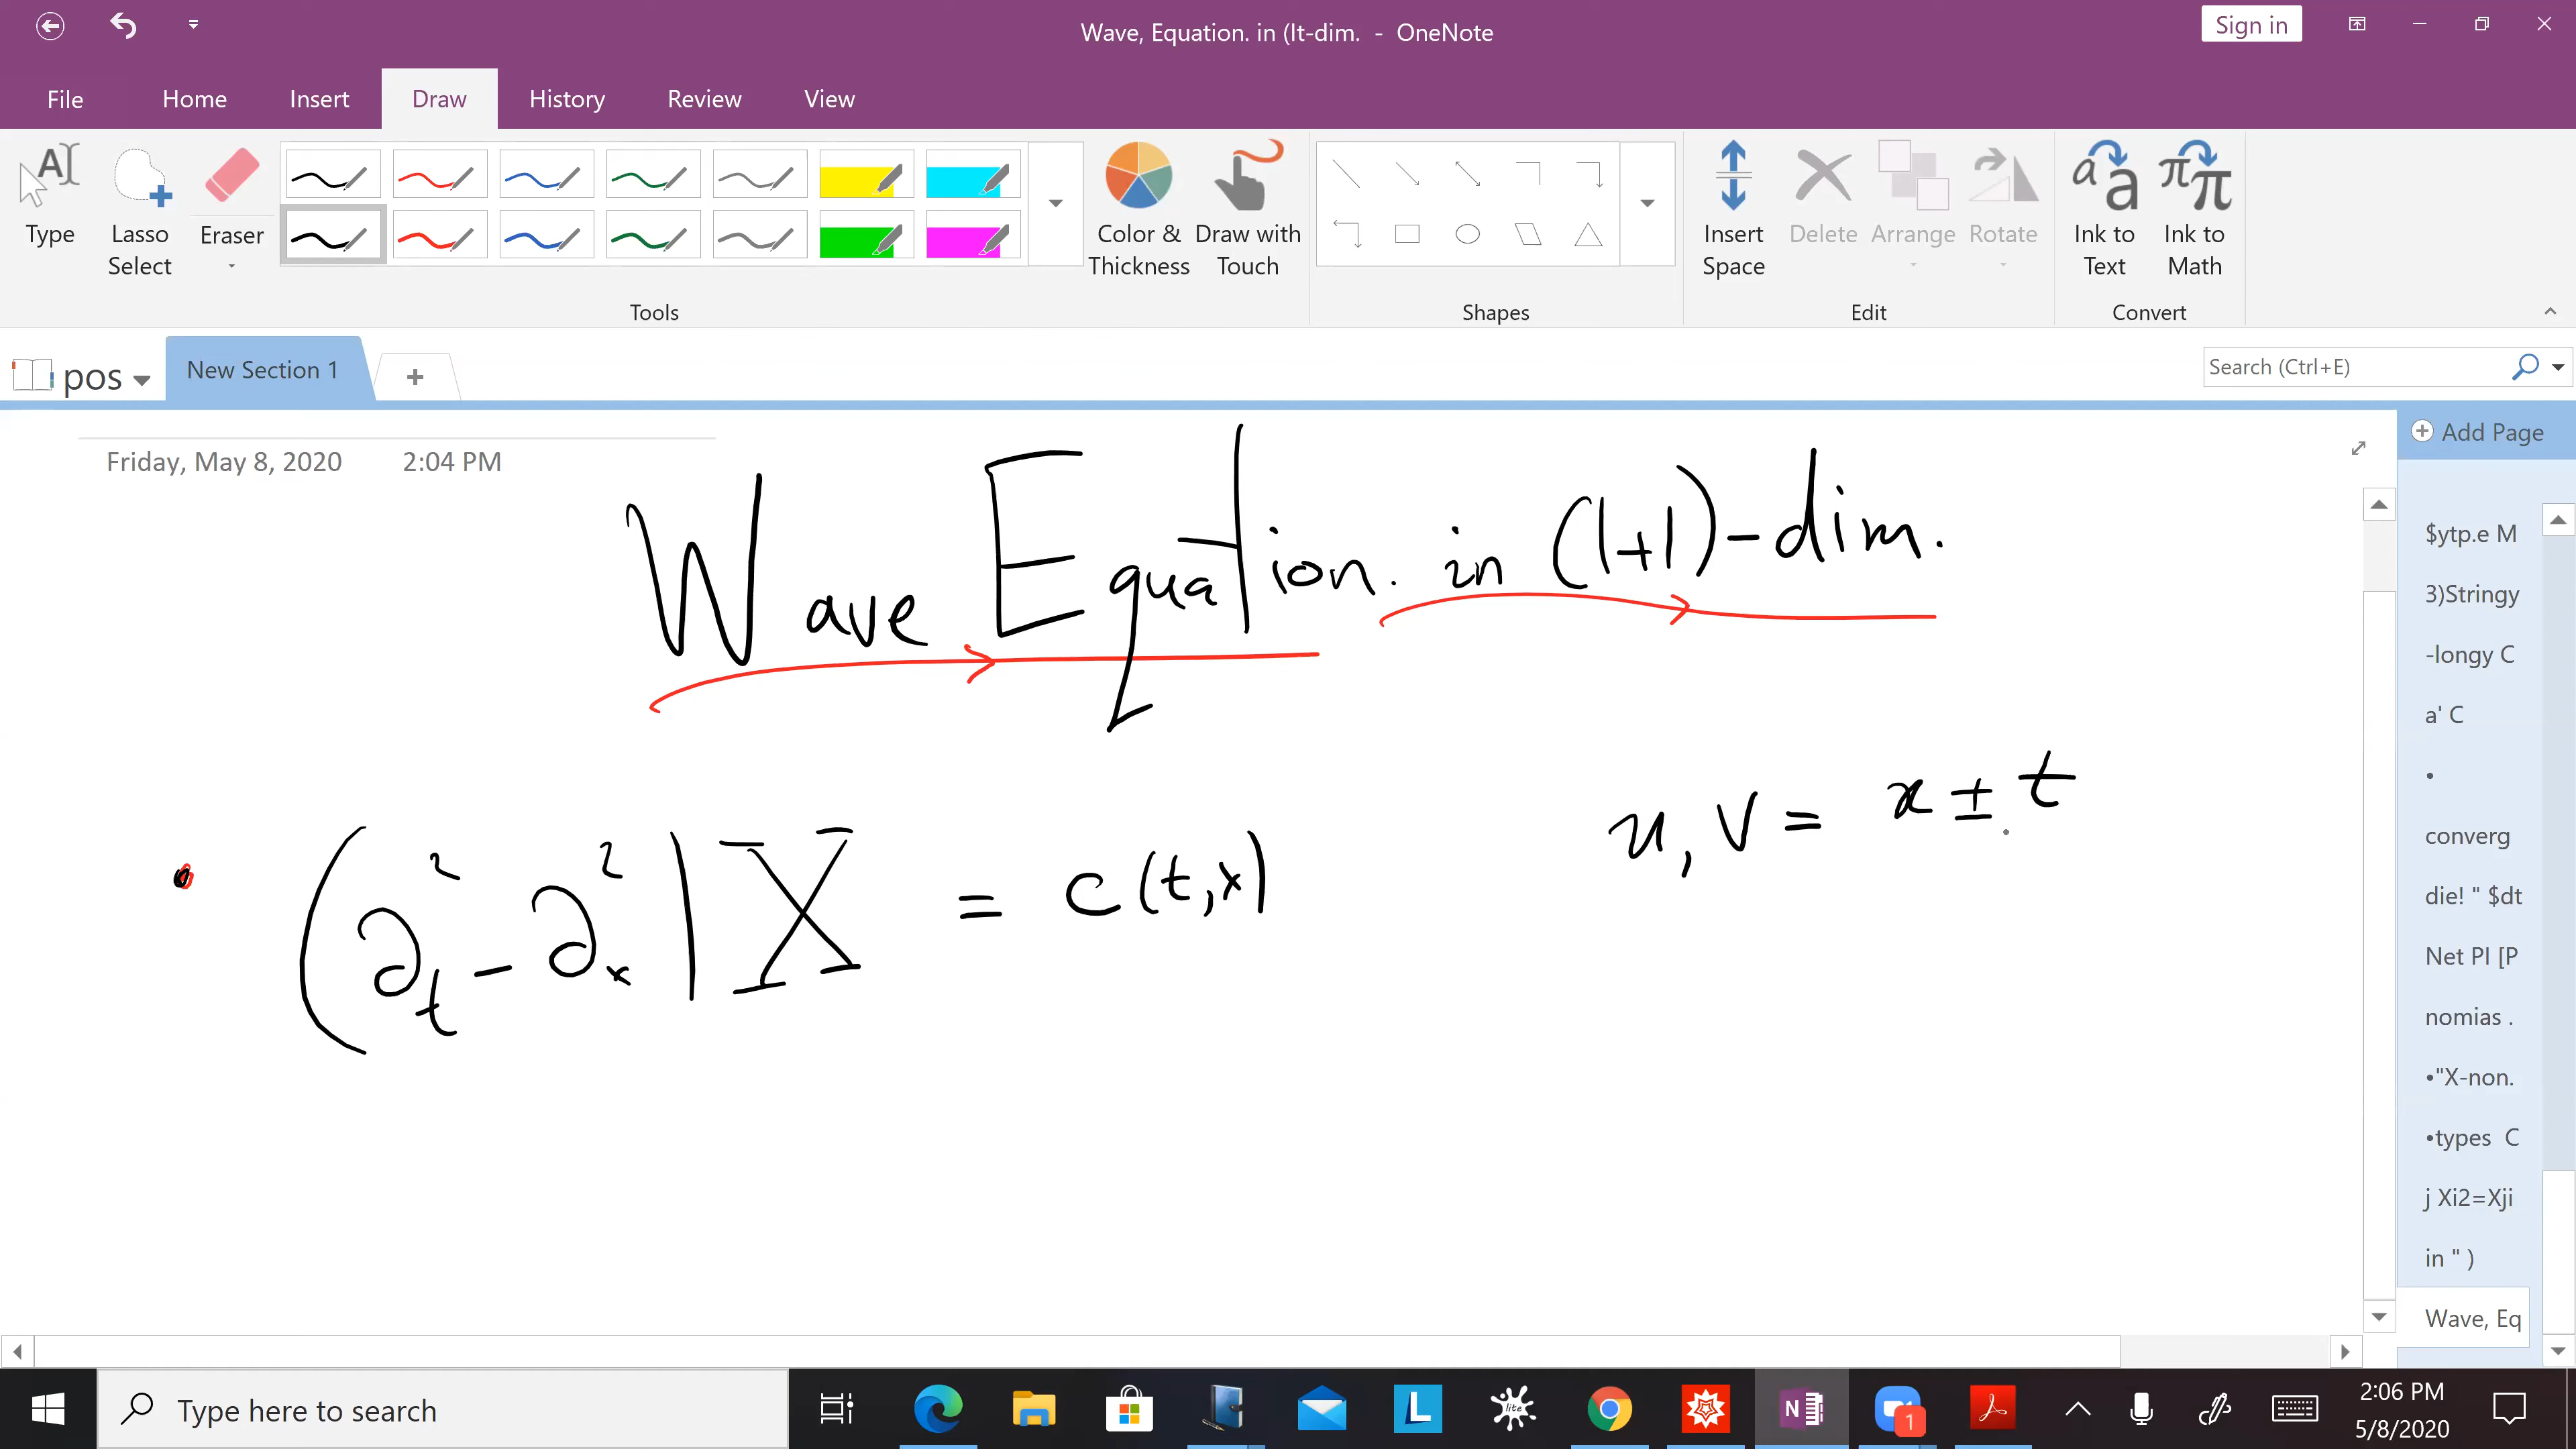 Wave, Equation. in (It-dim. - OneNote
Sign in
File Home Insert Draw History Review View
Type
Lasso Select
Eraser
Color & Thickness
Draw with Touch
Insert Space
Delete
Arrange
Rotate
Ink to Text
Ink to Math
Tools
Shapes
Edit
Convert
pos
New Section 1
+
Search (Ctrl+E)
Friday, May 8, 2020 2:04 PM
Wave Equation. in (1+1)-dim.
u, v = x ± t
(∂t² - ∂x²) X = c(t,x)
Add Page
$ytp.e M
3)Stringy
-longy C
a' C
•
converg
die! " $dt
Net PI [P
nomias .
•"X-non.
•types C
j Xi2=Xji
in " )
Wave, Eq
Type here to search
L
lite
N
1
2:06 PM
5/8/2020